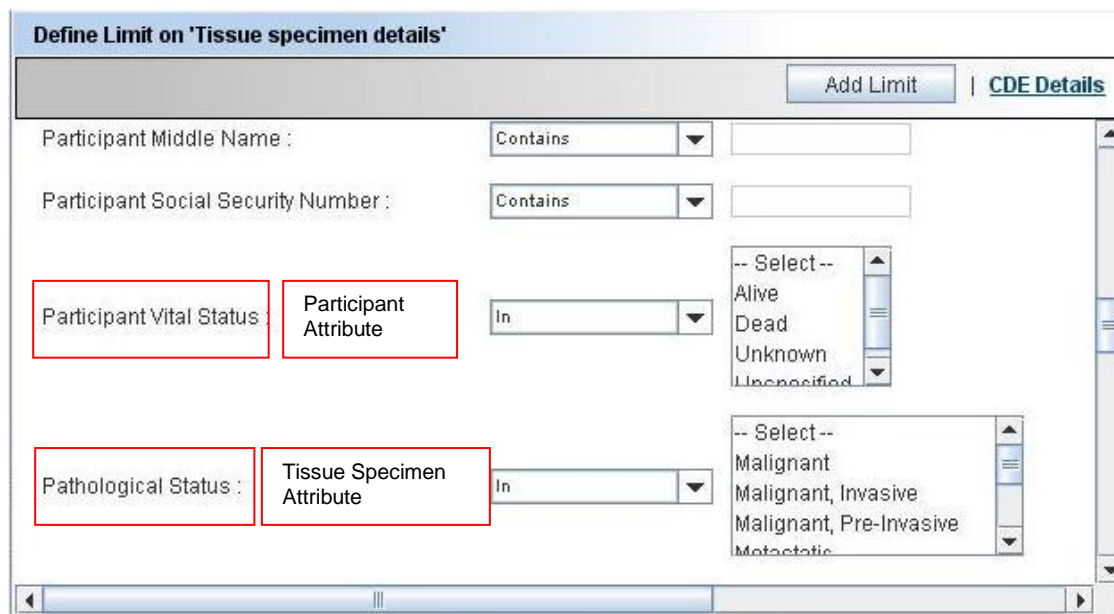 Define Limit on 'Tissue specimen details'
Add Limit | CDE Details
Participant Middle Name : Contains
Participant Social Security Number : Contains
Participant Vital Status : Participant Attribute In
-- Select --
Alive
Dead
Unknown
Unspecified
Pathological Status : Tissue Specimen Attribute In
-- Select --
Malignant
Malignant, Invasive
Malignant, Pre-Invasive
Metastatic